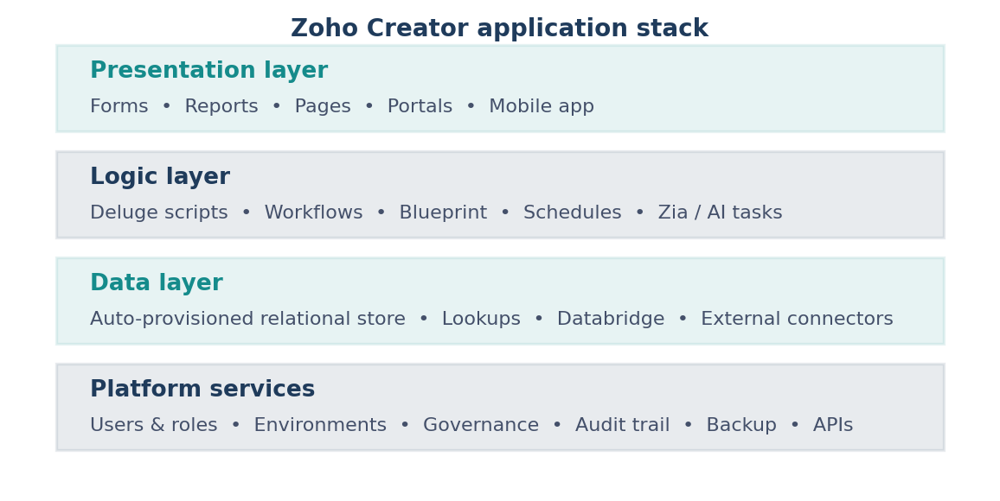 Zoho Creator application stack
Presentation layer
Forms • Reports • Pages • Portals • Mobile app
Logic layer
Deluge scripts • Workflows • Blueprint • Schedules • Zia / AI tasks
Data layer
Auto-provisioned relational store • Lookups • Databridge • External connectors
Platform services
Users & roles • Environments • Governance • Audit trail • Backup • APIs